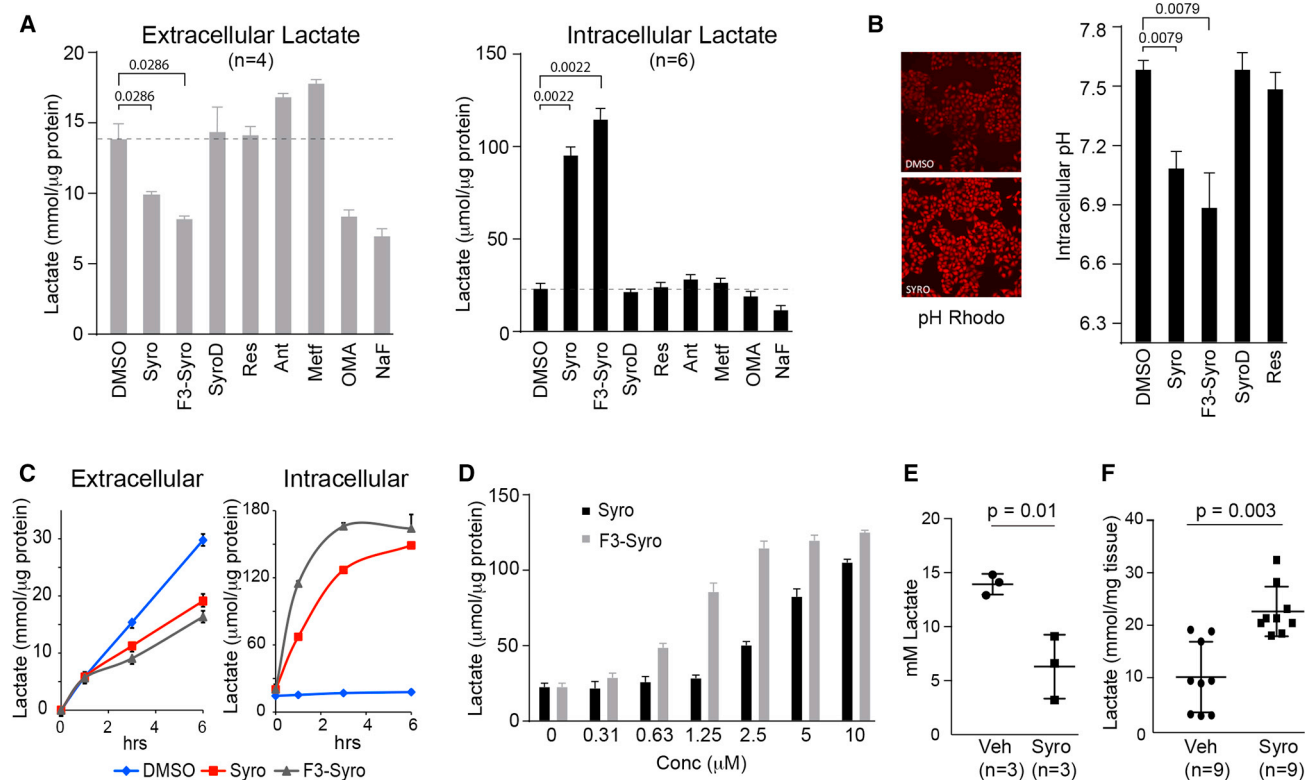 A
Extracellular Lactate
(n=4)
Lactate (mmol/µg protein)
20
15
10
5
0
0.0286
0.0286
DMSO
Syro
F3-Syro
SyroD
Res
Ant
Metf
OMA
NaF
Intracellular Lactate
(n=6)
Lactate (µmol/µg protein)
150
100
50
0
0.0022
0.0022
DMSO
Syro
F3-Syro
SyroD
Res
Ant
Metf
OMA
NaF
B
DMSO
SYRO
pH Rhodo
Intracellular pH
7.8
7.5
7.2
6.9
6.6
6.3
0.0079
0.0079
DMSO
Syro
F3-Syro
SyroD
Res
C
Extracellular
Lactate (mmol/µg protein)
30
20
10
0
0
2
4
6
hrs
Intracellular
Lactate (µmol/µg protein)
180
120
60
0
0
2
4
6
hrs
DMSO
Syro
F3-Syro
D
Lactate (µmol/µg protein)
150
100
50
0
Syro
F3-Syro
0
0.31
0.63
1.25
2.5
5
10
Conc (µM)
E
p = 0.01
mM Lactate
20
15
10
5
0
Veh
(n=3)
Syro
(n=3)
F
p = 0.003
Lactate (mmol/mg tissue)
40
30
20
10
0
Veh
(n=9)
Syro
(n=9)